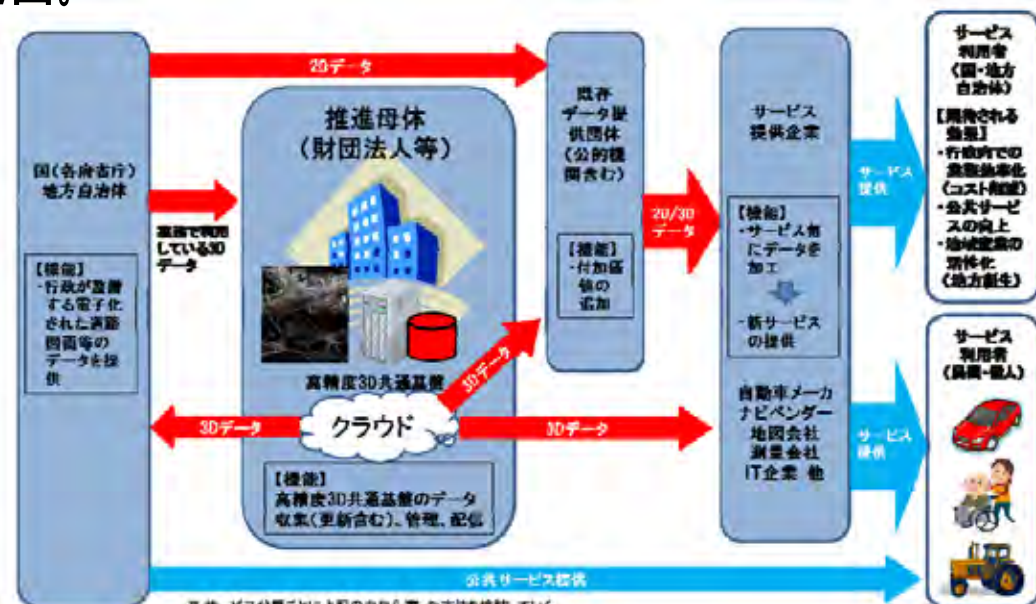 2Dデータ
国(各府省庁)
地方自治体
【機能】
・行政が整備
する電子化
された道路
図面等の
データを提
供
業務で利用
している3D
データ
推進母体
(財団法人等)
高精度3D共通基盤
クラウド
【機能】
高精度3D共通基盤のデータ
収集(更新含む)、管理、配信
3Dデータ
3Dデータ
3Dデータ
既存
データ提
供団体
(公的機
関含む)
【機能】
・付加価
値の
追加
2D/3D
データ
サービス
提供企業
【機能】
・サービス毎
にデータを
加工
・新サービス
の提供
自動車メーカ
ナビベンダー
地図会社
測量会社
IT企業 他
サービス
提供
サービス
提供
サービス
利用者
(国・地方
自治体)
【期待される
効果】
・行政内での
業務効率化
(コスト削減)
・公共サービ
スの向上
・地域産業の
活性化
(地方創生)
サービス
利用者
(民間・個人)
公共サービス提供